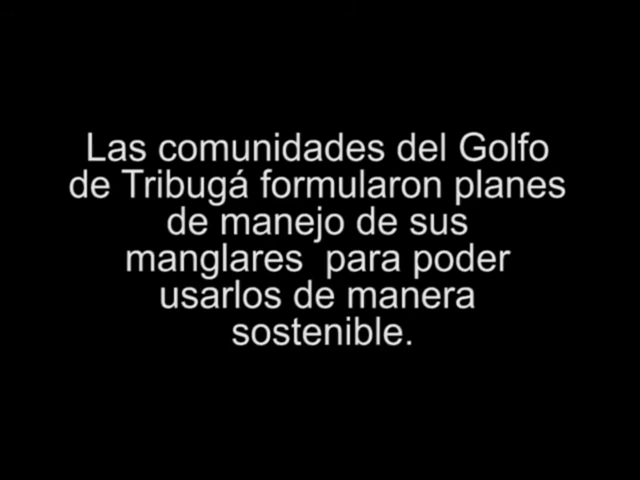 Las comunidades del Golfo
de Tribugá formularon planes
de manejo de sus
manglares  para poder
usarlos de manera
sostenible.